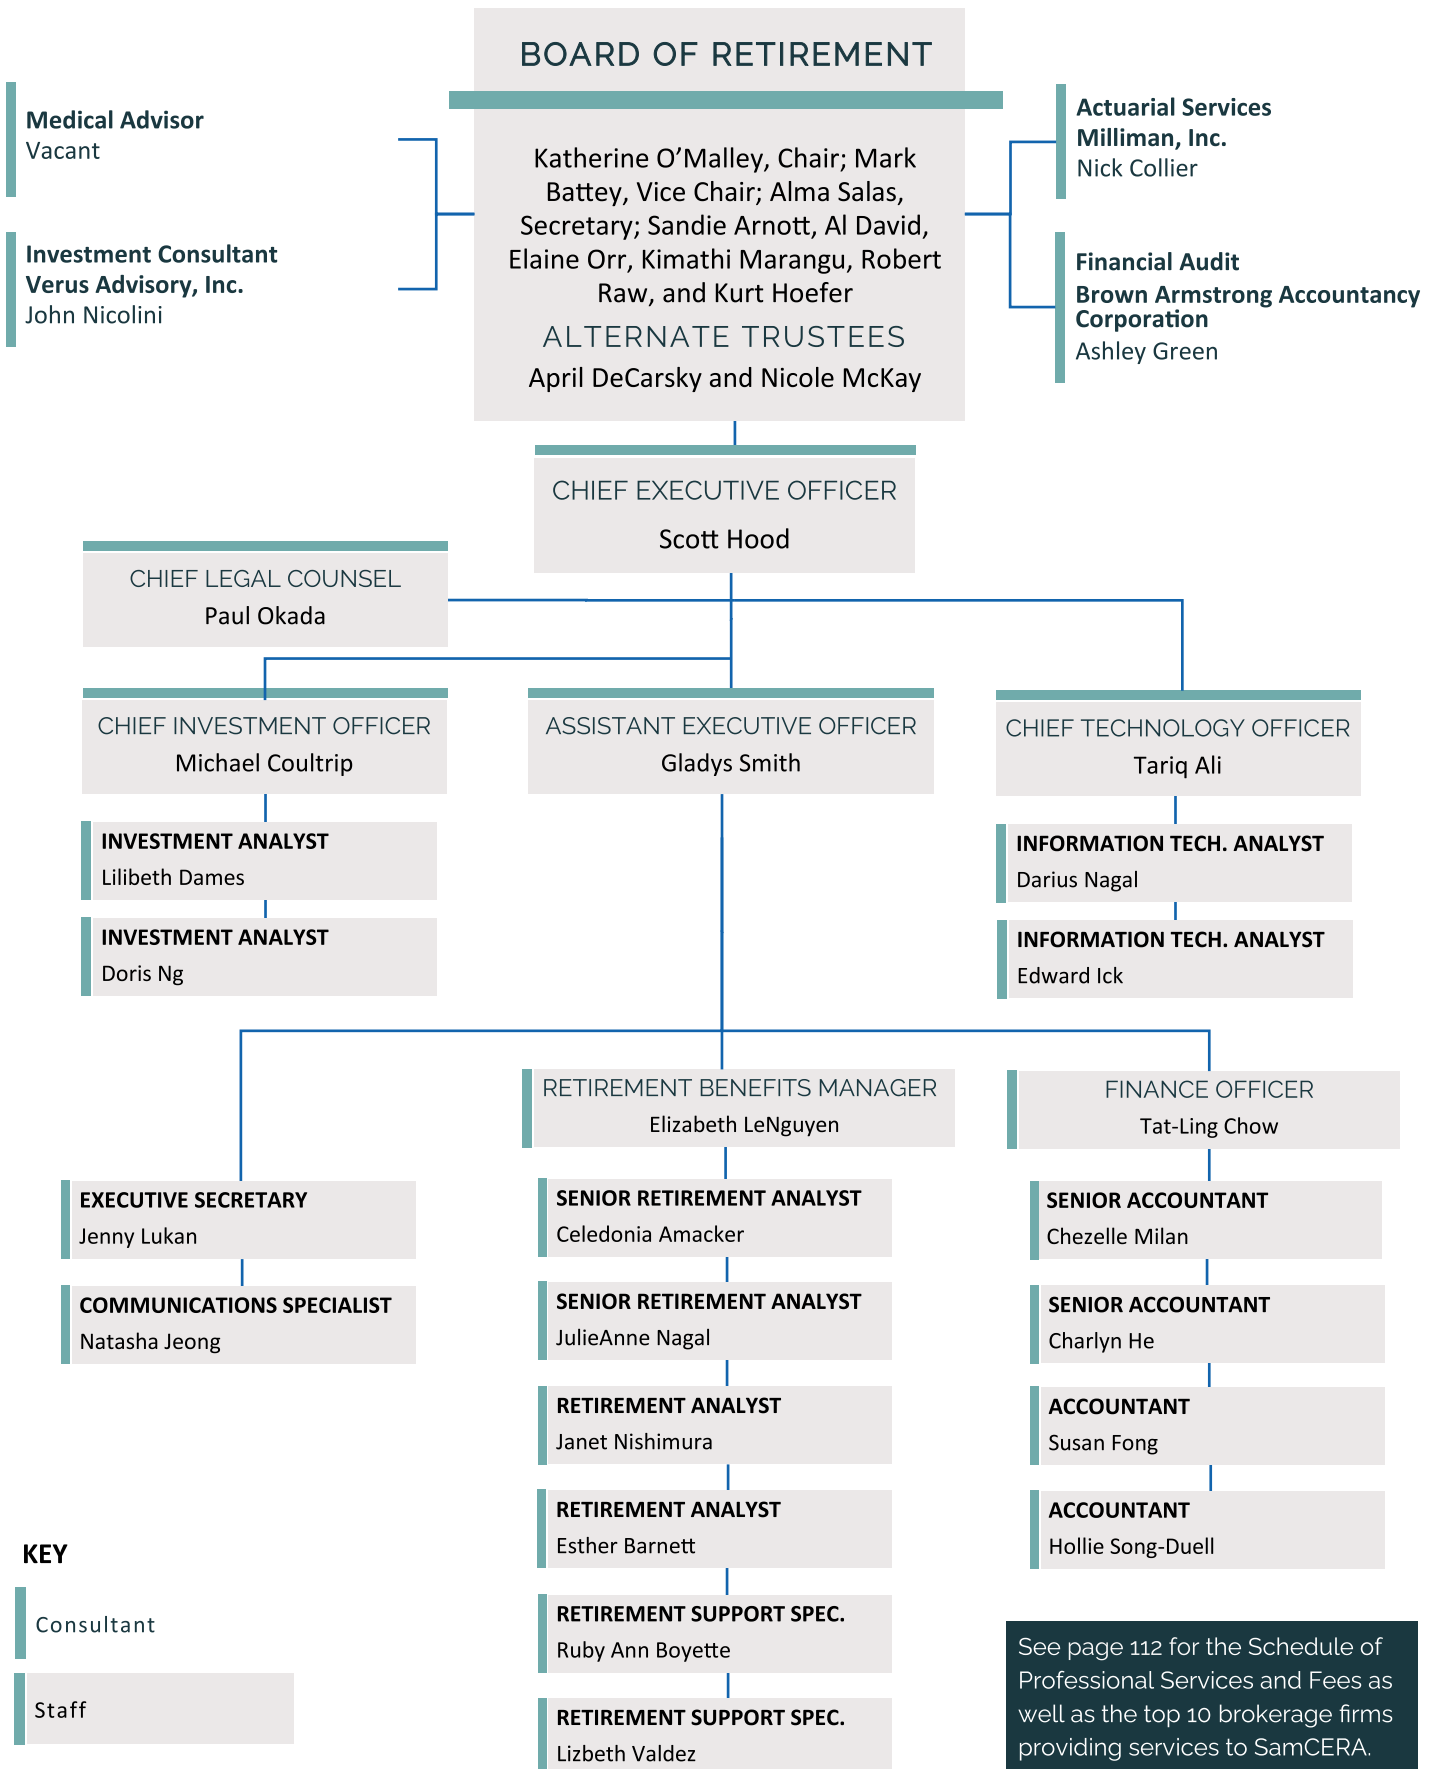 BOARD OF RETIREMENT
Medical Advisor
Vacant
Investment Consultant
Verus Advisory, Inc.
John Nicolini
Katherine O’Malley, Chair; Mark
Battey, Vice Chair; Alma Salas,
Secretary; Sandie Arnott, Al David,
Elaine Orr, Kimathi Marangu, Robert
Raw, and Kurt Hoefer
ALTERNATE TRUSTEES
April DeCarsky and Nicole McKay
Actuarial Services
Milliman, Inc.
Nick Collier
Financial Audit
Brown Armstrong Accountancy
Corporation
Ashley Green
CHIEF EXECUTIVE OFFICER
Scott Hood
CHIEF LEGAL COUNSEL
Paul Okada
CHIEF INVESTMENT OFFICER
Michael Coultrip
INVESTMENT ANALYST
Lilibeth Dames
INVESTMENT ANALYST
Doris Ng
ASSISTANT EXECUTIVE OFFICER
Gladys Smith
CHIEF TECHNOLOGY OFFICER
Tariq Ali
INFORMATION TECH. ANALYST
Darius Nagal
INFORMATION TECH. ANALYST
Edward Ick
EXECUTIVE SECRETARY
Jenny Lukan
COMMUNICATIONS SPECIALIST
Natasha Jeong
RETIREMENT BENEFITS MANAGER
Elizabeth LeNguyen
SENIOR RETIREMENT ANALYST
Celedonia Amacker
SENIOR RETIREMENT ANALYST
JulieAnne Nagal
RETIREMENT ANALYST
Janet Nishimura
RETIREMENT ANALYST
Esther Barnett
RETIREMENT SUPPORT SPEC.
Ruby Ann Boyette
RETIREMENT SUPPORT SPEC.
Lizbeth Valdez
FINANCE OFFICER
Tat-Ling Chow
SENIOR ACCOUNTANT
Chezelle Milan
SENIOR ACCOUNTANT
Charlyn He
ACCOUNTANT
Susan Fong
ACCOUNTANT
Hollie Song-Duell
KEY
Consultant
Staff
See page 112 for the Schedule of
Professional Services and Fees as
well as the top 10 brokerage firms
providing services to SamCERA.